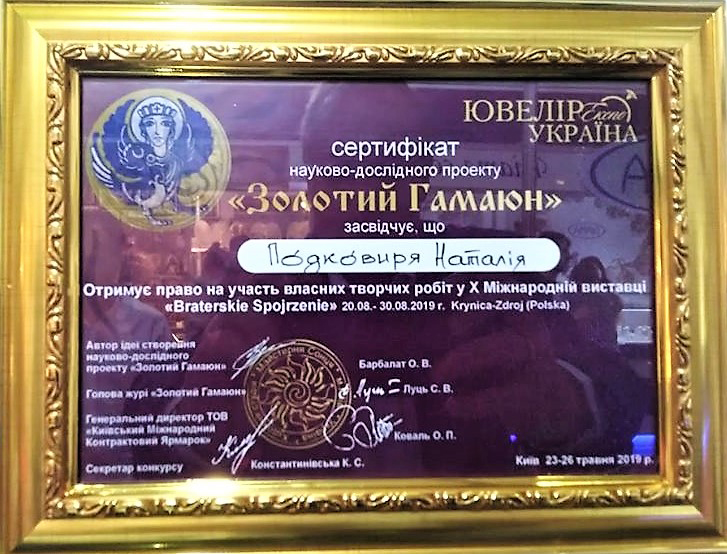 ЮВЕЛІР Експо
УКРАЇНА
сертифікат
науково-дослідного проекту
«Золотий Гамаюн»
засвідчує, що
Подковиря Наталія
Отримує право на участь власних творчих робіт у X Міжнародній виставці
«Braterskie Spojrzenie» 20.08.- 30.08.2019 г. Krynica-Zdroj (Polska)
Автор ідеї створення
науково-дослідного
проекту «Золотий Гамаюн»
Барбалат О. В.
Голова журі «Золотий Гамаюн»
Луць С. В.
Генеральний директор ТОВ
«Київський Міжнародний
Контрактовий Ярмарок»
Коваль О. П.
Секретар конкурсу
Константинівська К. С.
Київ 23-26 травня 2019 р.
Майстерня Сонця